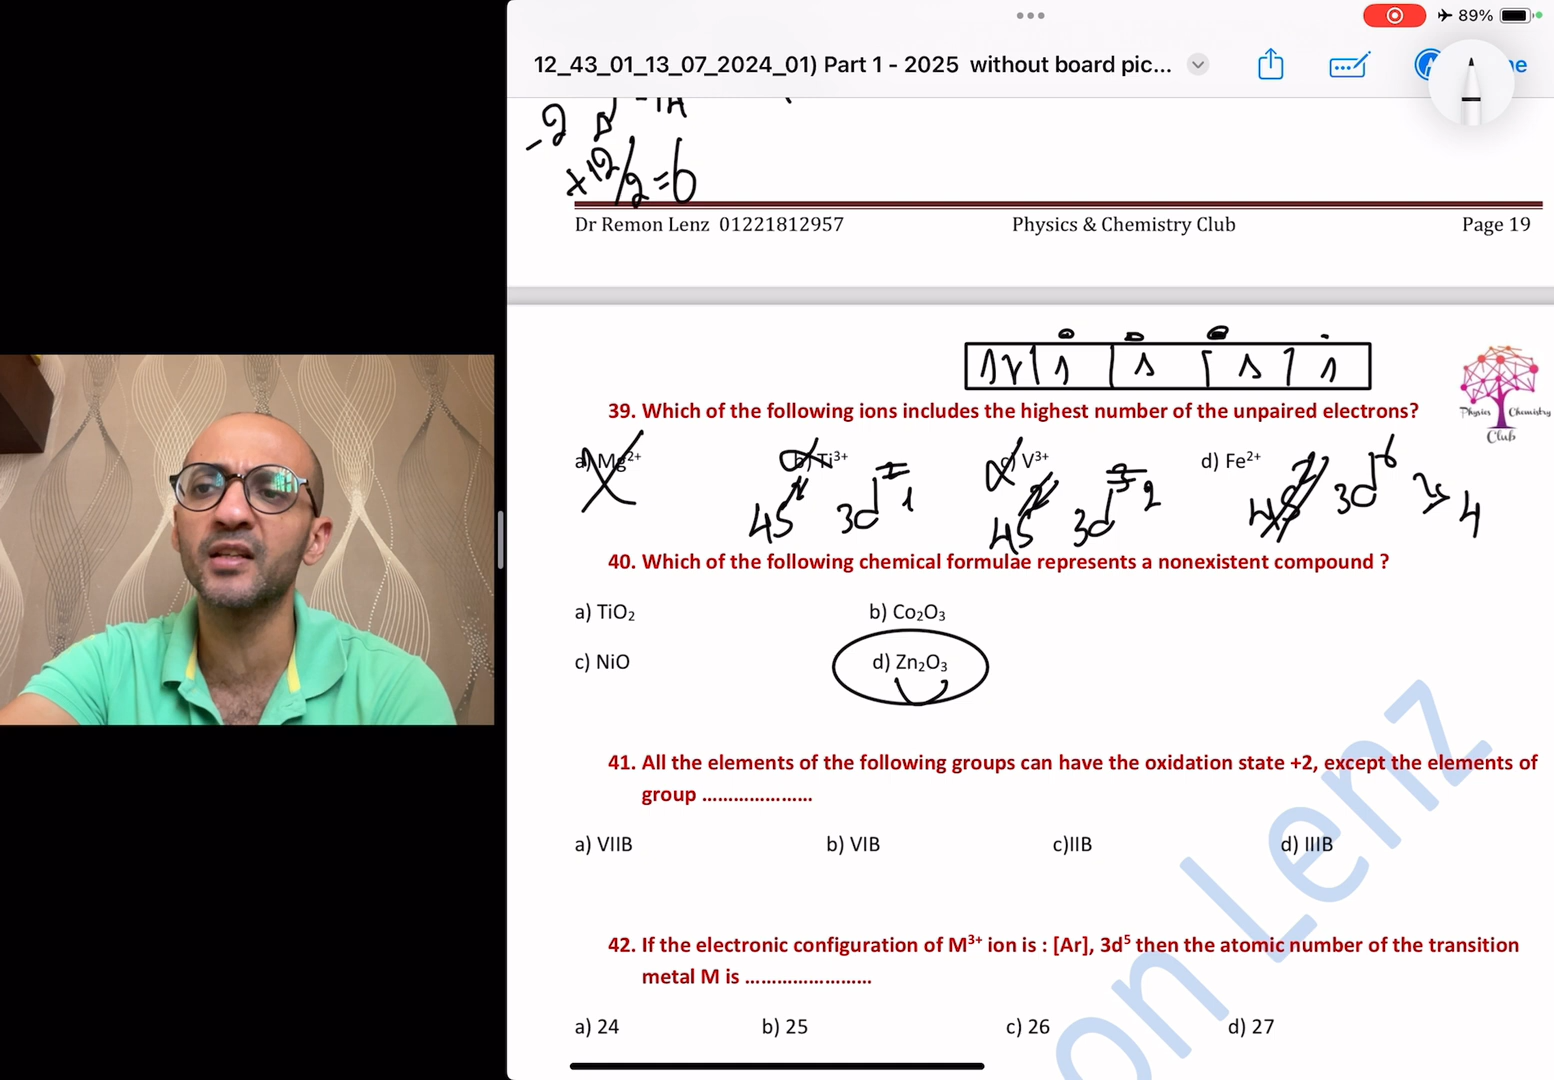 89%
12_43_01_13_07_2024_01) Part 1 - 2025 without board pic...
-2
+12/2=6
Dr Remon Lenz 01221812957 Physics & Chemistry Club Page 19
39. Which of the following ions includes the highest number of the unpaired electrons?
Physics Chemistry
Club
a) Mg²⁺ b) Ti³⁺ c) V³⁺ d) Fe²⁺
4S 3d 1 4S 3d 2 4S 3d⁶ 4
40. Which of the following chemical formulae represents a nonexistent compound ?
a) TiO₂ b) Co₂O₃
c) NiO d) Zn₂O₃
41. All the elements of the following groups can have the oxidation state +2, except the elements of
group .....................
a) VIIB b) VIB c)IIB d) IIIB
42. If the electronic configuration of M³⁺ ion is : [Ar], 3d⁵ then the atomic number of the transition
metal M is .......................
a) 24 b) 25 c) 26 d) 27
on Lenz